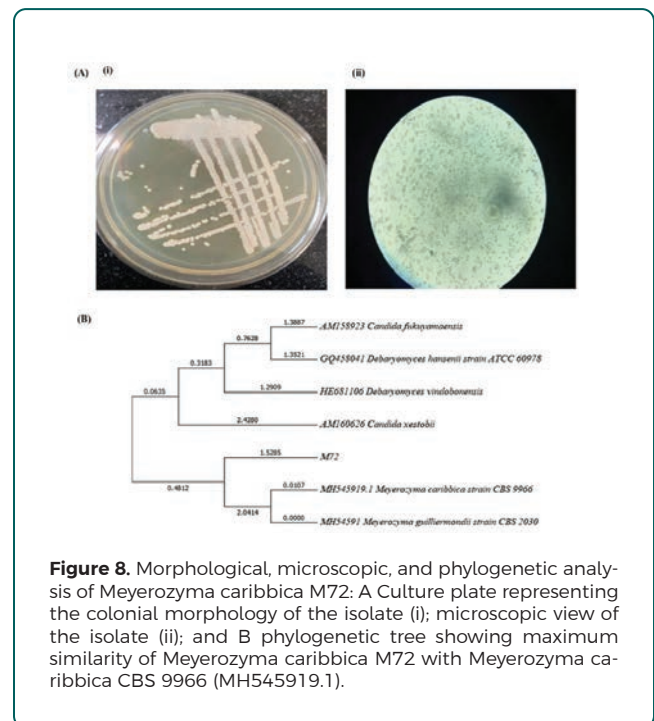 (A) (i) (ii)
(B)
1.3887 AM158923 Candida fukuyamaensis
0.7628
1.3521 GQ458041 Debaryomyces hansenii strain ATCC 60978
0.3183
1.2909 HE681106 Debaryomyces vindobonensis
0.0635
2.4280 AM160626 Candida xestobii
1.5285 M72
0.4812
0.0107 MH545919.1 Meyerozyma caribbica strain CBS 9966
2.0414
0.0000 MH54591 Meyerozyma guilliermondii strain CBS 2030
Figure 8. Morphological, microscopic, and phylogenetic analy-
sis of Meyerozyma caribbica M72: A Culture plate representing
the colonial morphology of the isolate (i); microscopic view of
the isolate (ii); and B phylogenetic tree showing maximum
similarity of Meyerozyma caribbica M72 with Meyerozyma ca-
ribbica CBS 9966 (MH545919.1).